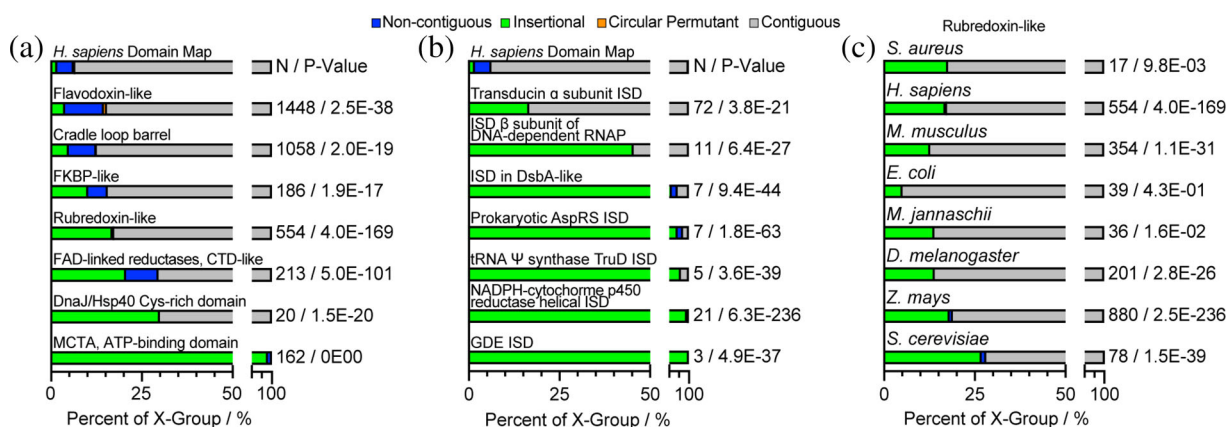 Non-contiguous Insertional Circular Permutant Contiguous
(a)
H. sapiens Domain Map
N / P-Value
Flavodoxin-like
1448 / 2.5E-38
Cradle loop barrel
1058 / 2.0E-19
FKBP-like
186 / 1.9E-17
Rubredoxin-like
554 / 4.0E-169
FAD-linked reductases, CTD-like
213 / 5.0E-101
DnaJ/Hsp40 Cys-rich domain
20 / 1.5E-20
MCTA, ATP-binding domain
162 / 0E00
0 25 50 100
Percent of X-Group / %
(b)
H. sapiens Domain Map
N / P-Value
Transducin α subunit ISD
72 / 3.8E-21
ISD β subunit of
DNA-dependent RNAP
11 / 6.4E-27
ISD in DsbA-like
7 / 9.4E-44
Prokaryotic AspRS ISD
7 / 1.8E-63
tRNA Ψ synthase TruD ISD
5 / 3.6E-39
NADPH-cytochorme p450
reductase helical ISD
21 / 6.3E-236
GDE ISD
3 / 4.9E-37
0 25 50 100
Percent of X-Group / %
(c)
Rubredoxin-like
S. aureus
17 / 9.8E-03
H. sapiens
554 / 4.0E-169
M. musculus
354 / 1.1E-31
E. coli
39 / 4.3E-01
M. jannaschii
36 / 1.6E-02
D. melanogaster
201 / 2.8E-26
Z. mays
880 / 2.5E-236
S. cerevisiae
78 / 1.5E-39
0 25 50 100
Percent of X-Group / %